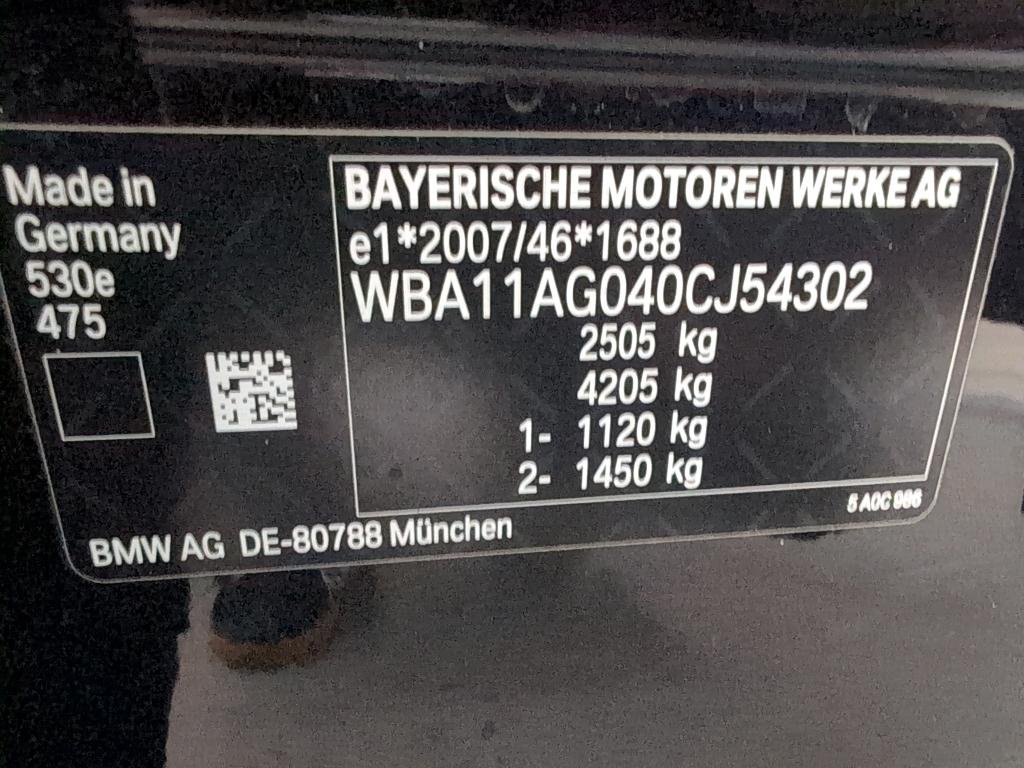 Made in
Germany
530e
475
BAYERISCHE MOTOREN WERKE AG
e1*2007/46*1688
WBA11AG040CJ54302
2505 kg
4205 kg
1- 1120 kg
2- 1450 kg
5 A0C 986
BMW AG DE-80788 München